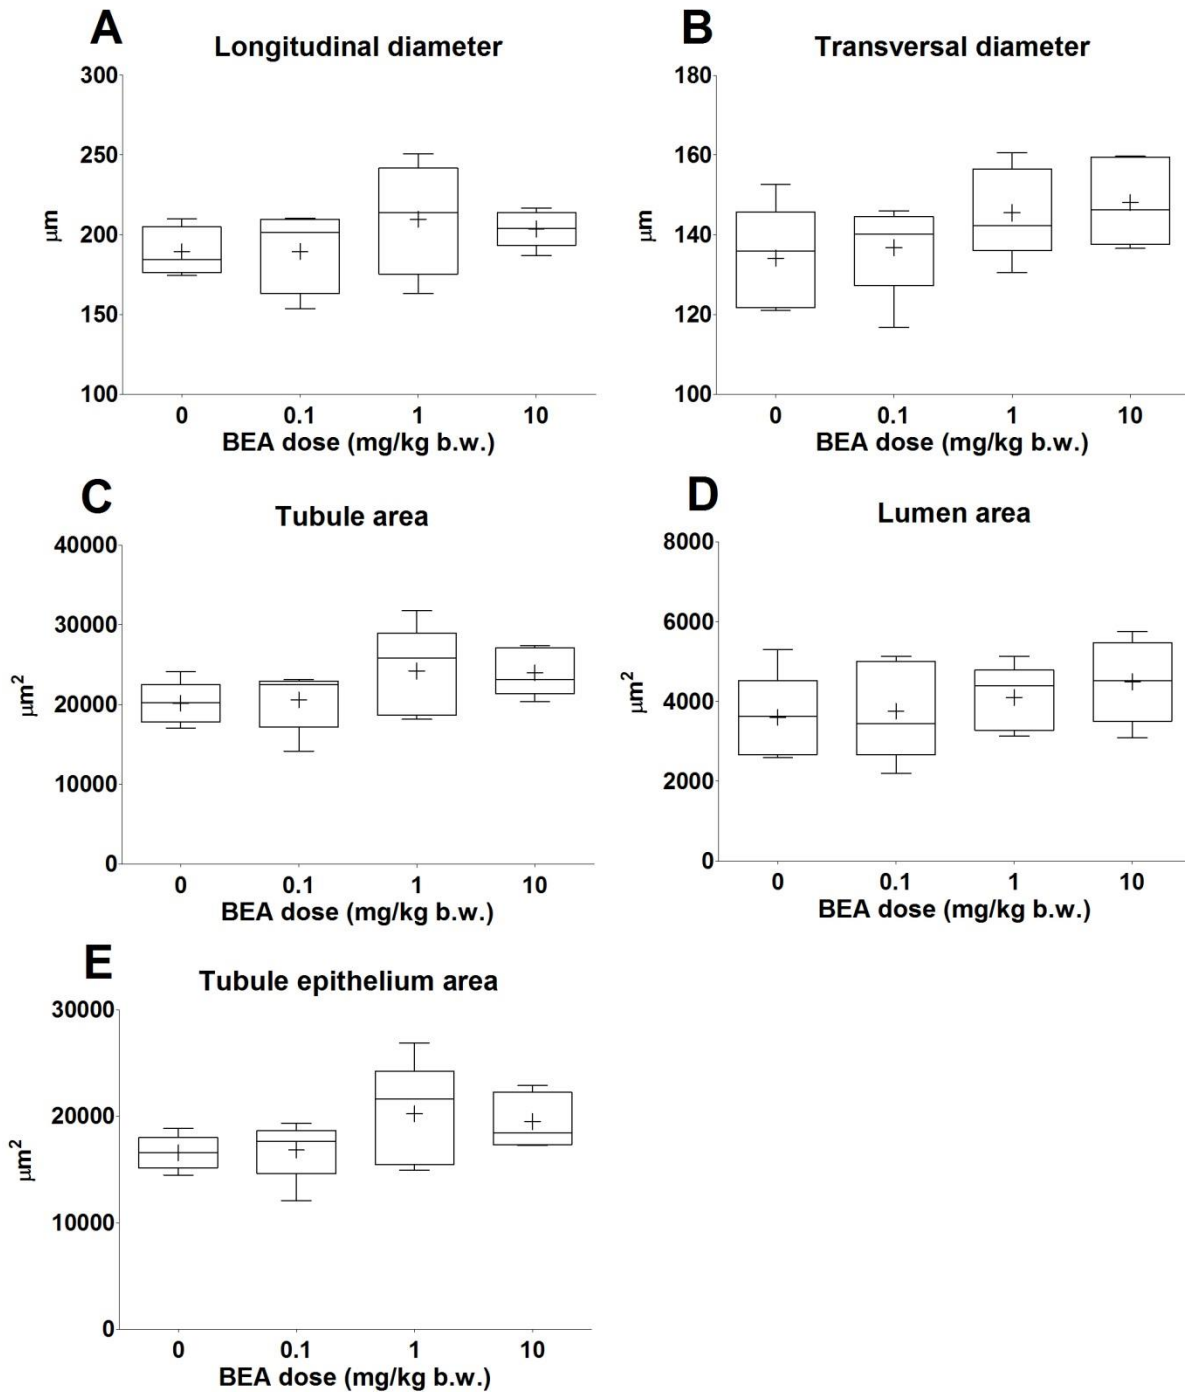 A
Longitudinal diameter
300
250
200
150
100
μm
0 0.1 1 10
BEA dose (mg/kg b.w.)
B
Transversal diameter
180
160
140
120
100
μm
0 0.1 1 10
BEA dose (mg/kg b.w.)
C
Tubule area
40000
30000
20000
10000
0
μm²
0 0.1 1 10
BEA dose (mg/kg b.w.)
D
Lumen area
8000
6000
4000
2000
0
μm²
0 0.1 1 10
BEA dose (mg/kg b.w.)
E
Tubule epithelium area
30000
20000
10000
0
μm²
0 0.1 1 10
BEA dose (mg/kg b.w.)